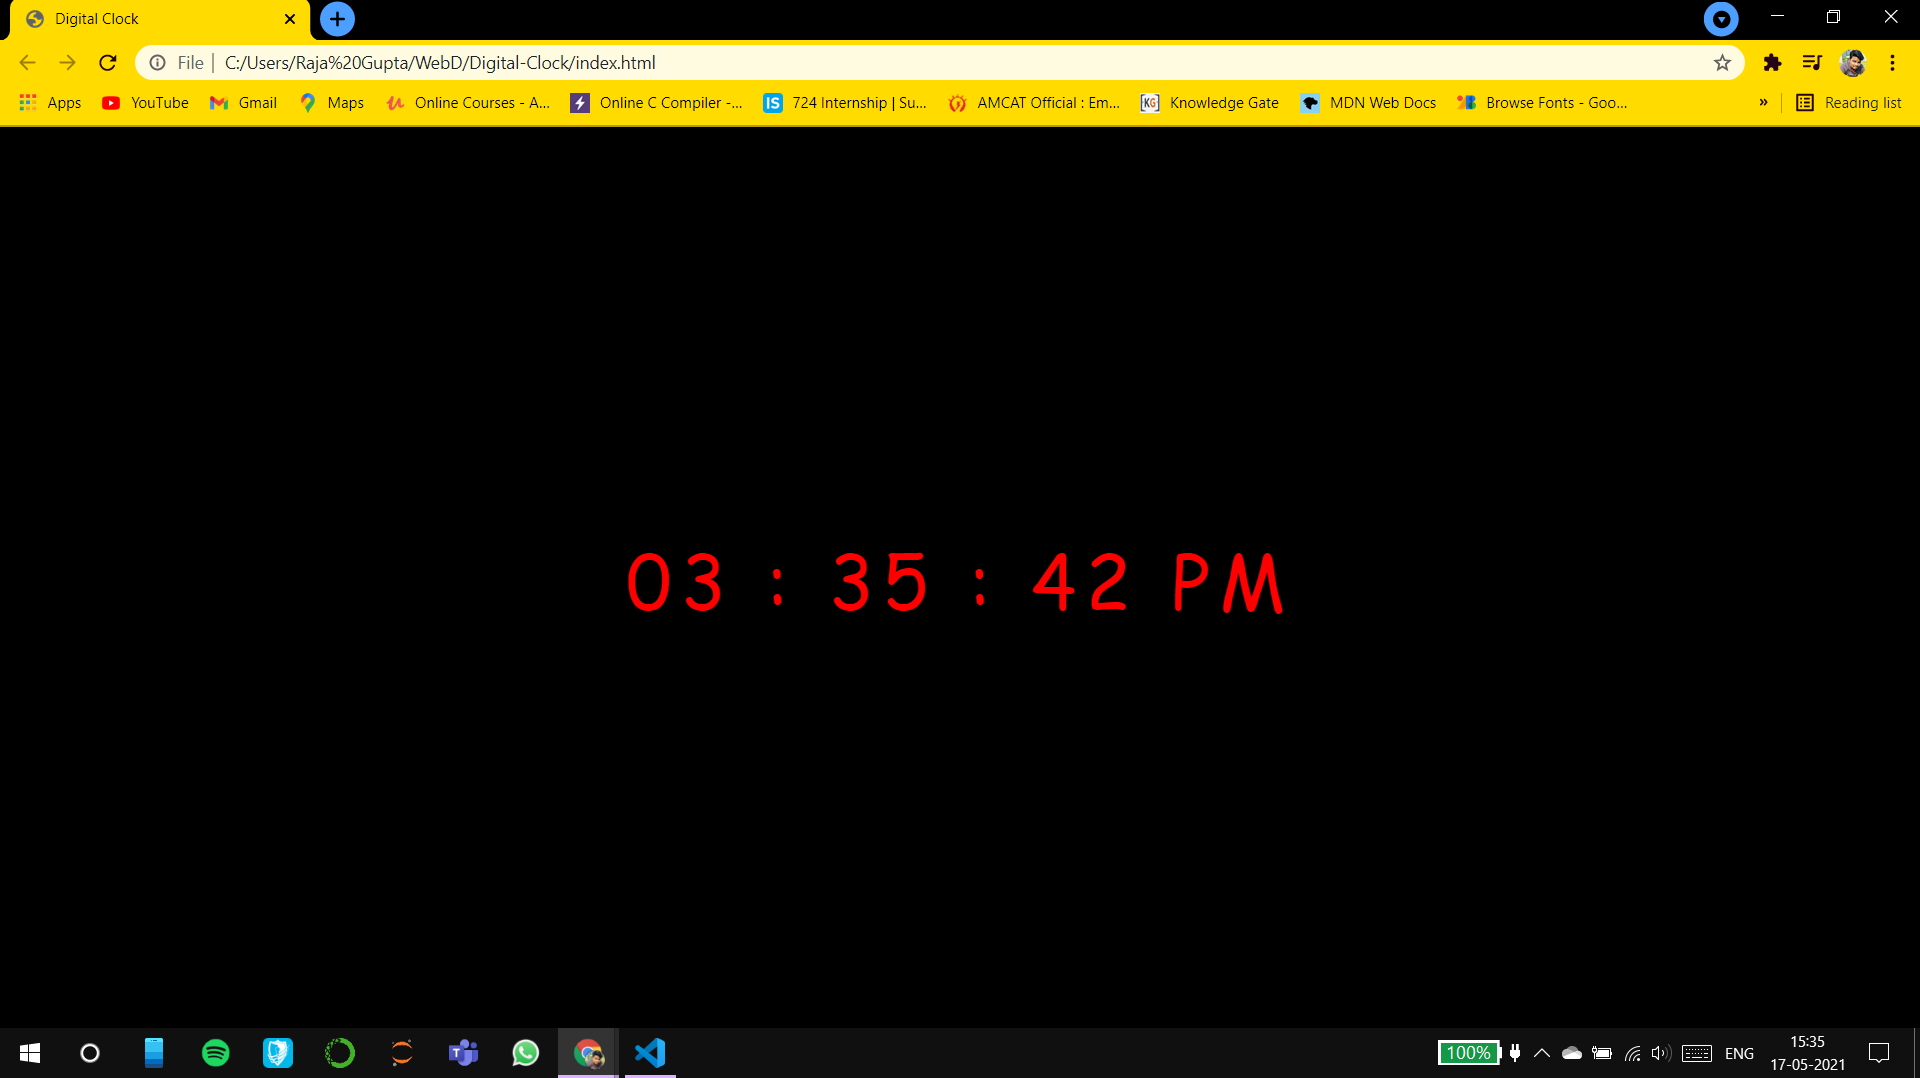 Digital Clock
File | C:/Users/Raja%20Gupta/WebD/Digital-Clock/index.html
Apps YouTube Gmail Maps Online Courses - A... Online C Compiler -... IS 724 Internship | Su... AMCAT Official : Em... KG Knowledge Gate MDN Web Docs Browse Fonts - Goo... » Reading list
03 : 35 : 42 PM
100% ENG 15:35
17-05-2021